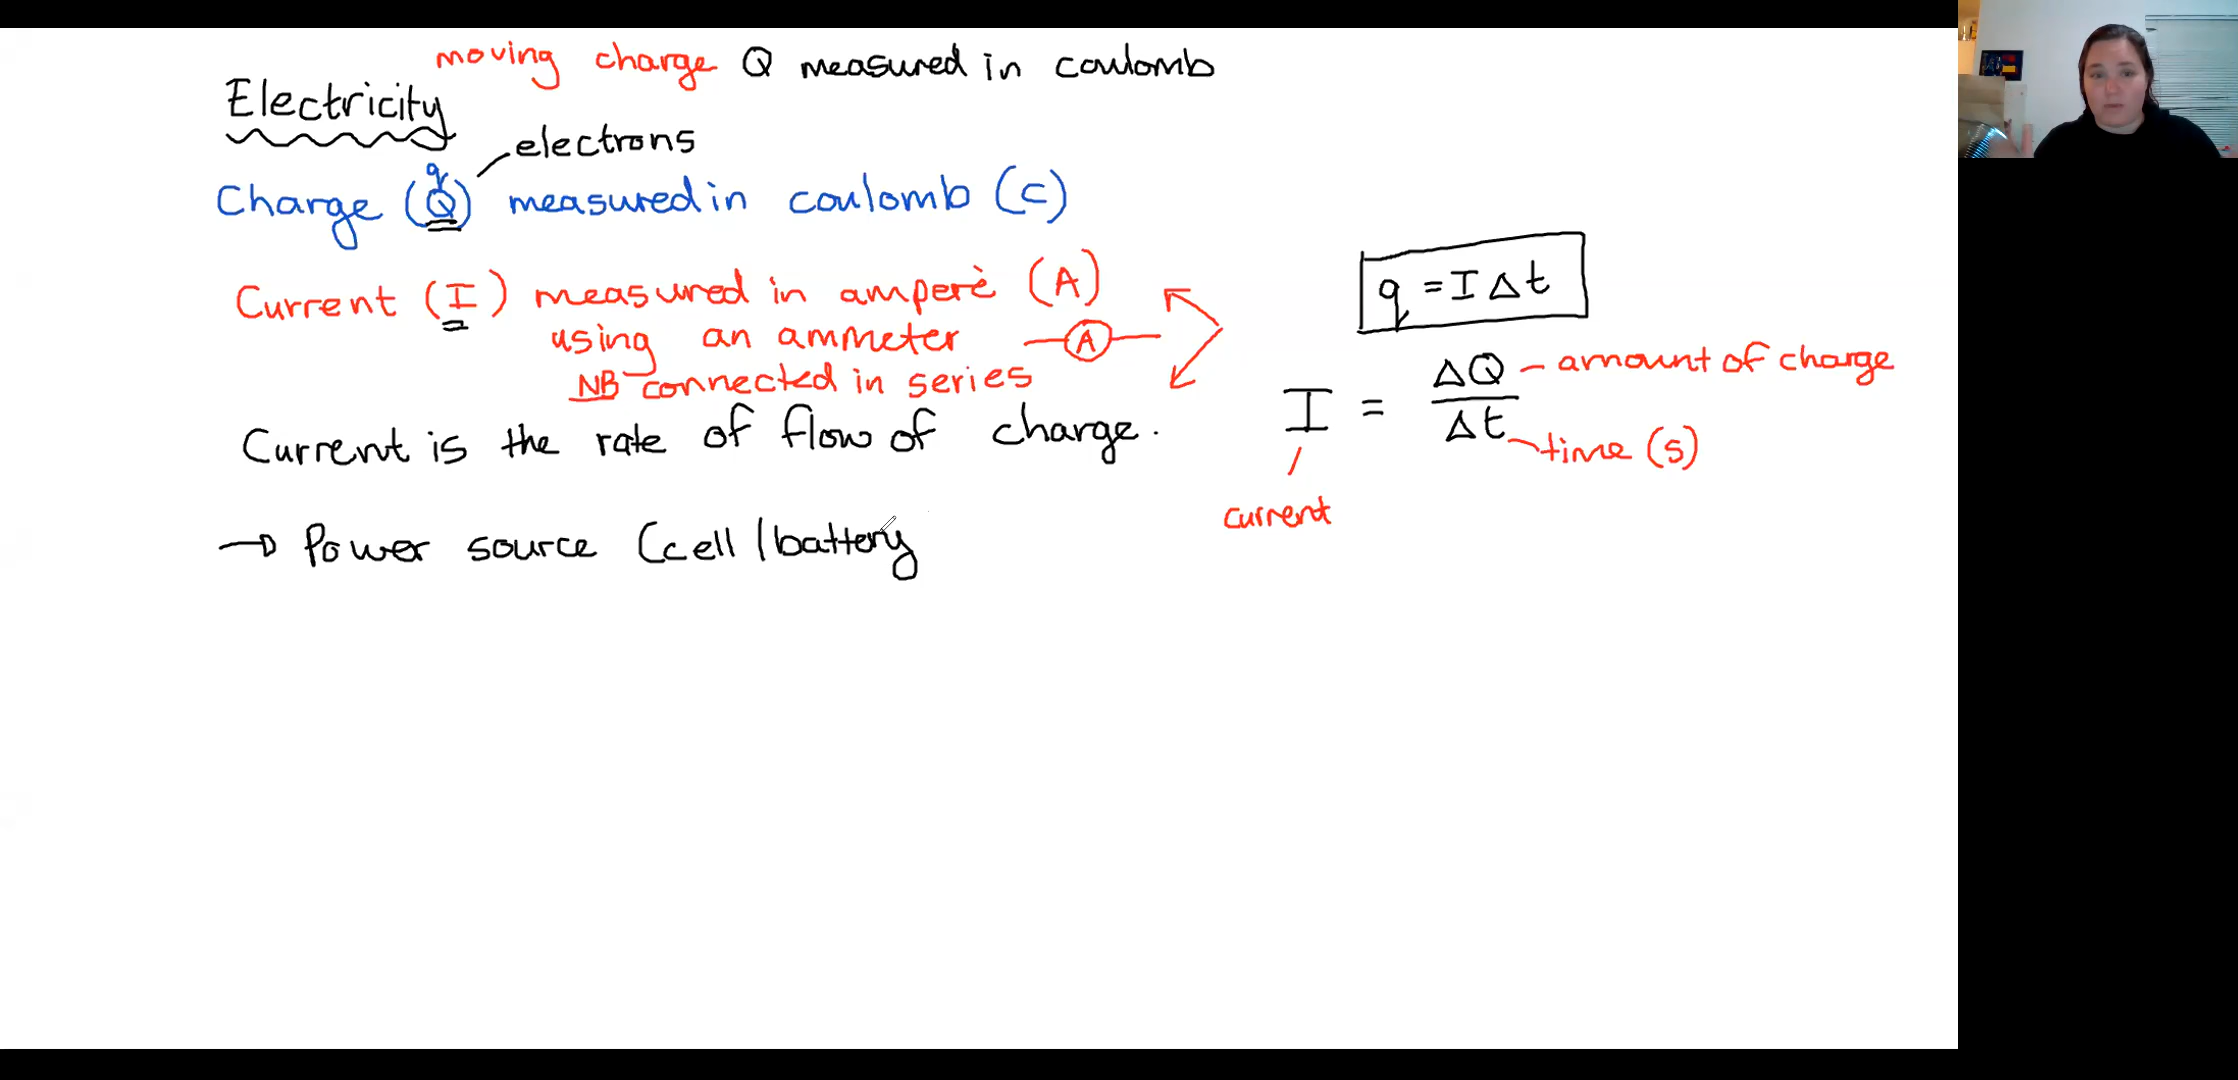 moving charge Q measured in coulomb
Electricity
electrons
q
Charge (Q) measured in coulomb (C)
Current (I) measured in ampere (A)
using an ammeter A
NB connected in series
Current is the rate of flow of charge.
→ Power source (cell/battery
q = I Δt
I = ΔQ/Δt
amount of charge
time (s)
current